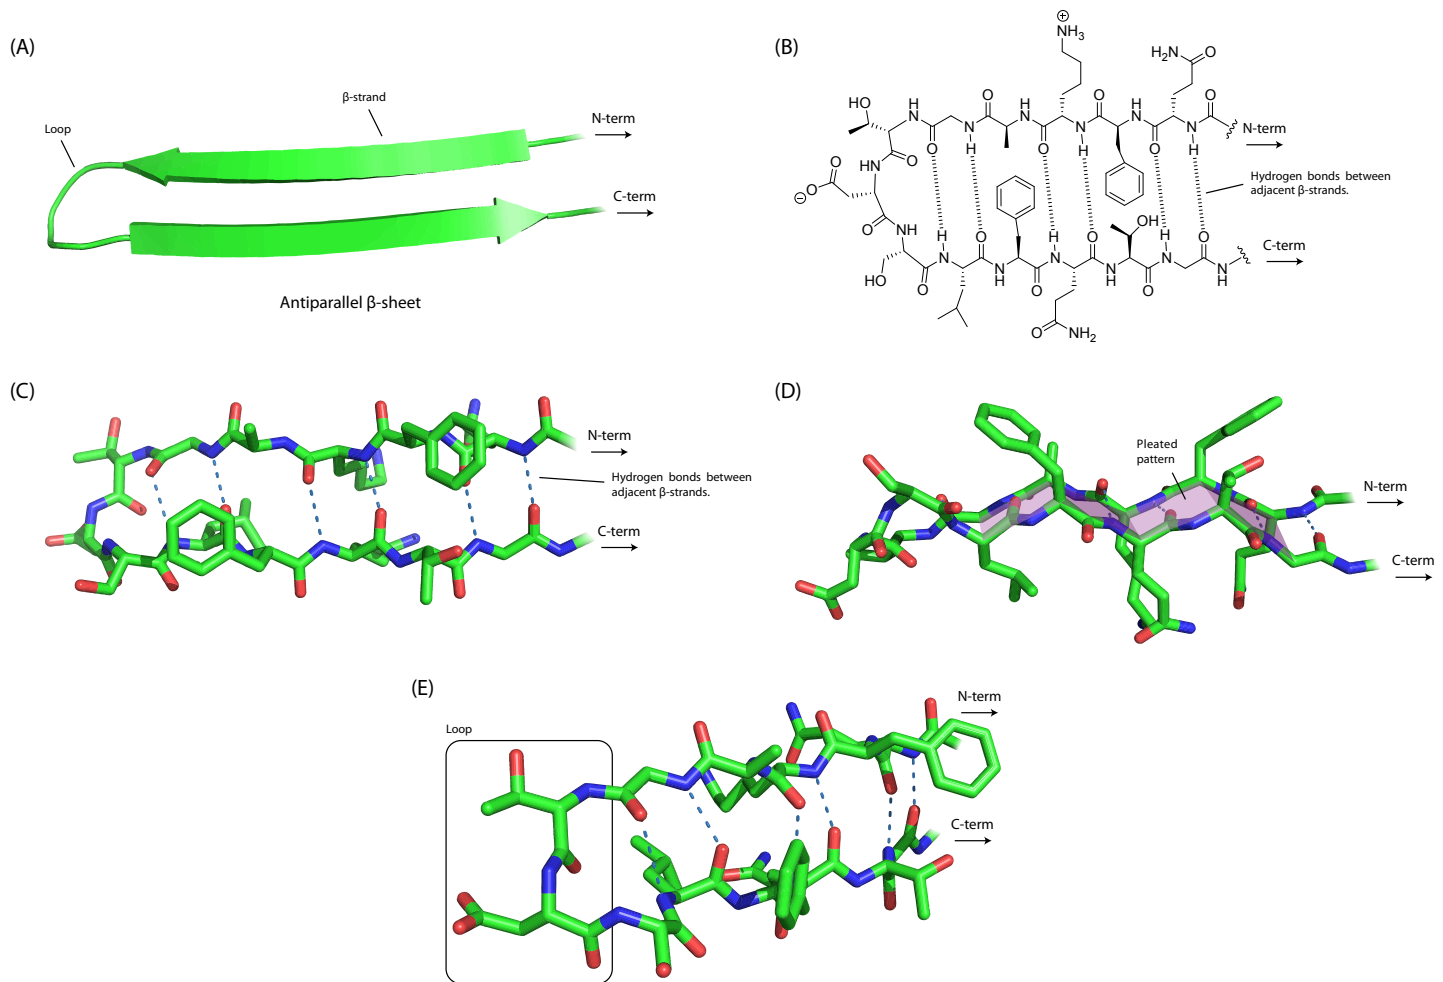 (A)
β-strand
Loop
N-term
C-term
Antiparallel β-sheet
(B)
⊕
NH3
H2N
O
HO
H
N
O
N
H
O
H
N
O
N
H
O
H
N
O
N
H
O
N-term
O
HN
O
O
⊖
O
NH
HO
O
H
N
O
N
H
O
H
N
O
N
H
OH
O
H
N
O
N
H
O
NH2
Hydrogen bonds between
adjacent β-strands.
C-term
(C)
N-term
Hydrogen bonds between
adjacent β-strands.
C-term
(D)
Pleated
pattern
N-term
C-term
(E)
Loop
N-term
C-term